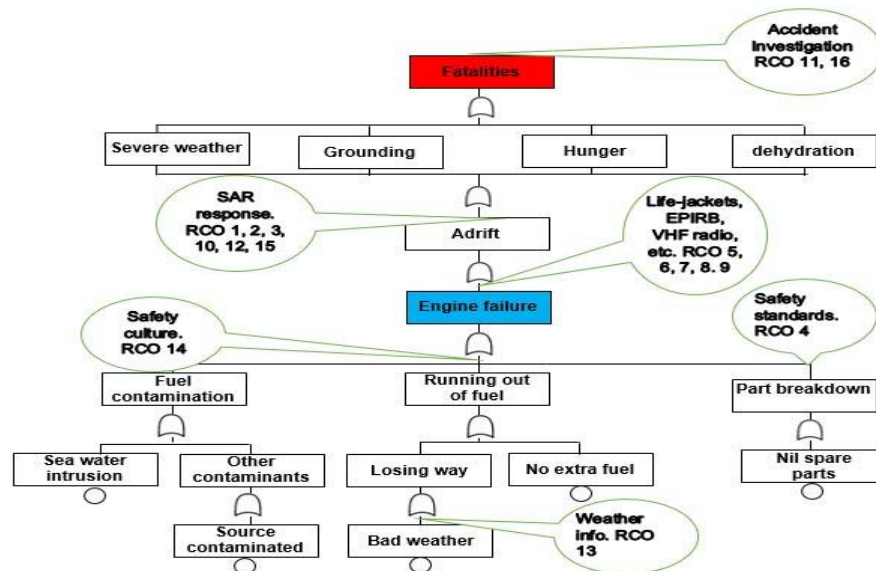 Accident
Investigation
RCO 11, 16
Fatalities
Severe weather
Grounding
Hunger
dehydration
SAR
response.
RCO 1, 2, 3,
10, 12, 15
Adrift
Life-jackets,
EPIRB,
VHF radio,
etc. RCO 5,
6, 7, 8. 9
Engine failure
Safety
culture.
RCO 14
Safety
standards.
RCO 4
Fuel
contamination
Running out
of fuel
Part breakdown
Sea water
intrusion
Other
contaminants
Losing way
No extra fuel
Nil spare
parts
Source
contaminated
Bad weather
Weather
info. RCO
13